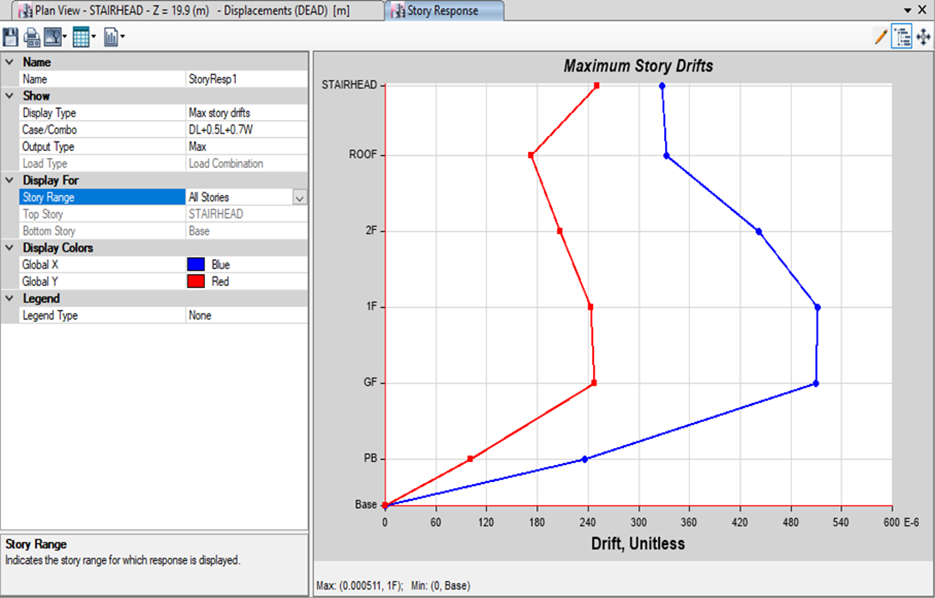 Plan View - STAIRHEAD - Z = 19.9 (m)  - Displacements (DEAD)  [m]
Story Response
Name
Name StoryResp1
Show
Display Type Max story drifts
Case/Combo DL+0.5L+0.7W
Output Type Max
Load Type Load Combination
Display For
Story Range All Stories
Top Story STAIRHEAD
Bottom Story Base
Display Colors
Global X Blue
Global Y Red
Legend
Legend Type None
Story Range
Indicates the story range for which response is displayed.
Maximum Story Drifts
STAIRHEAD
ROOF
2F
1F
GF
PB
Base
0 60 120 180 240 300 360 420 480 540 600 E-6
Drift, Unitless
Max: (0.000511, 1F);  Min: (0, Base)